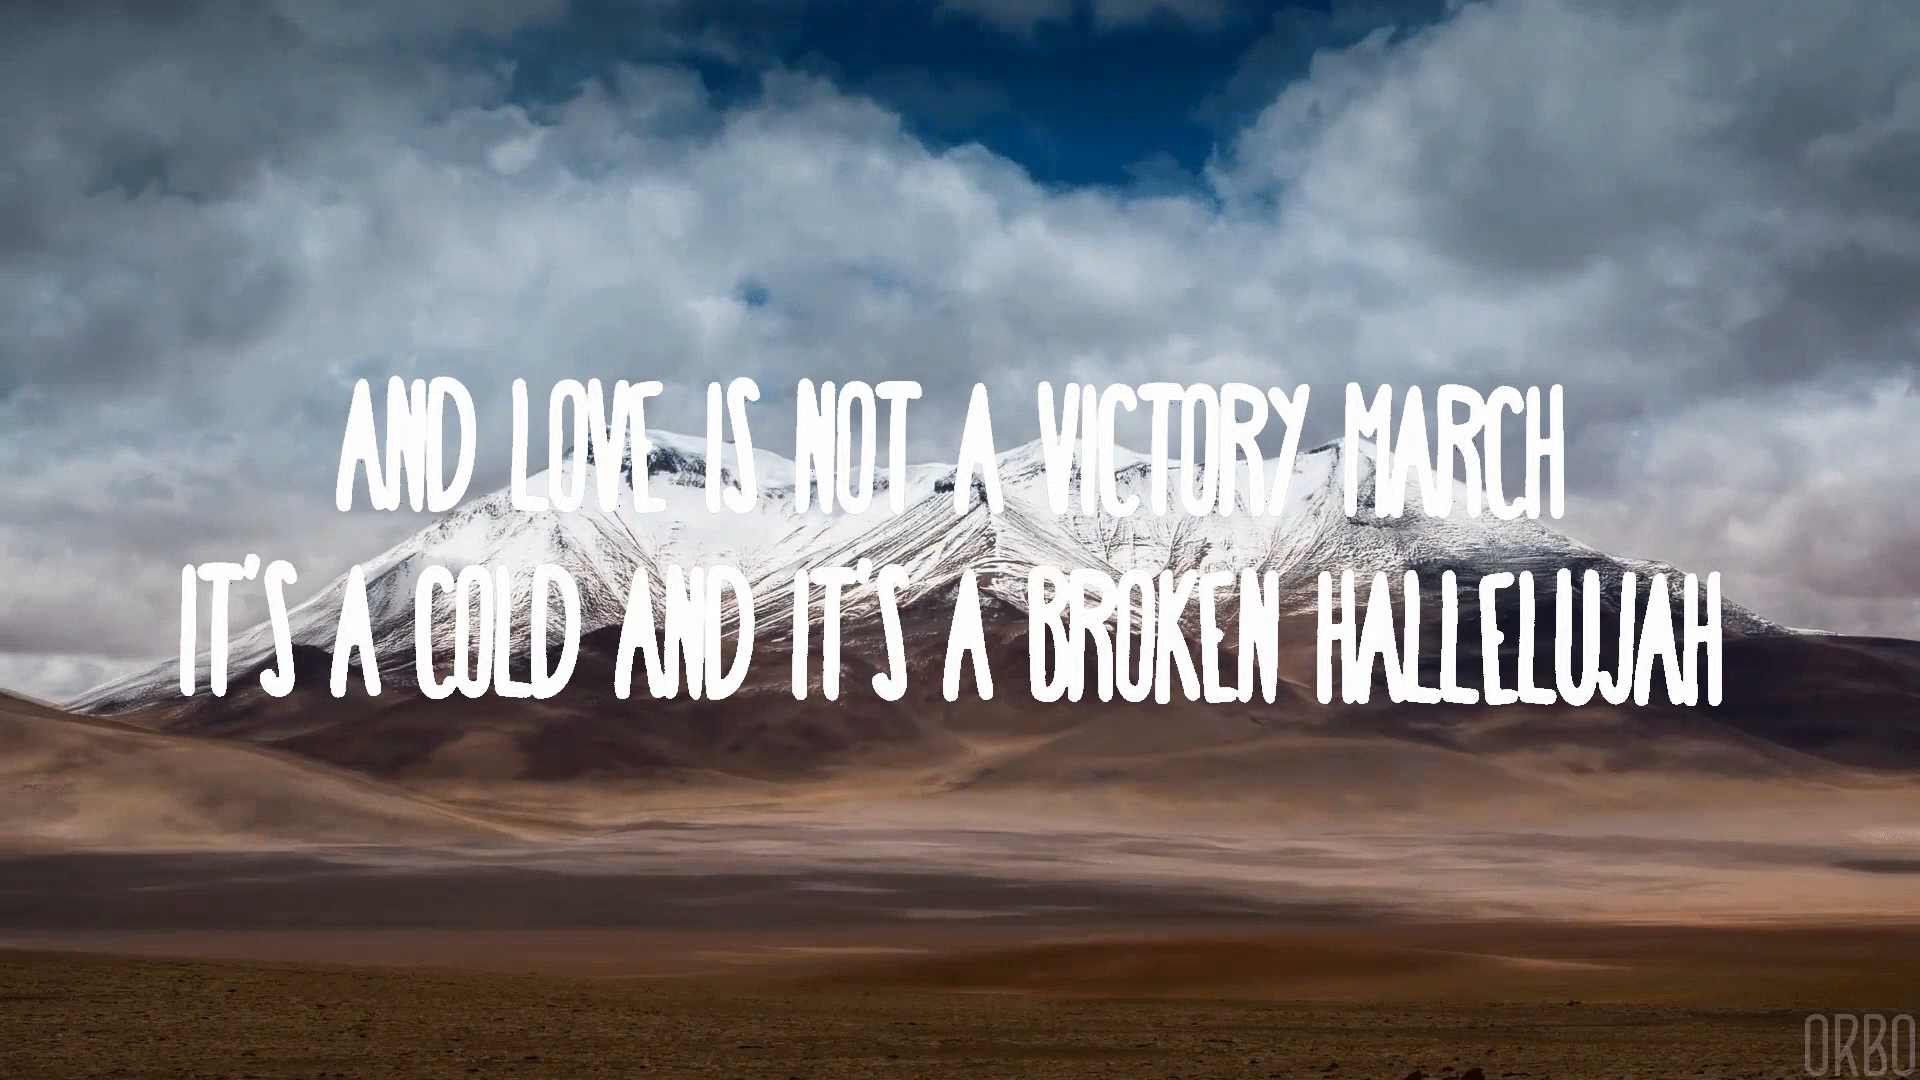 AND LOVE IS NOT A VICTORY MARCH
IT'S A COLD AND IT'S A BROKEN HALLELUJAH
ORBO